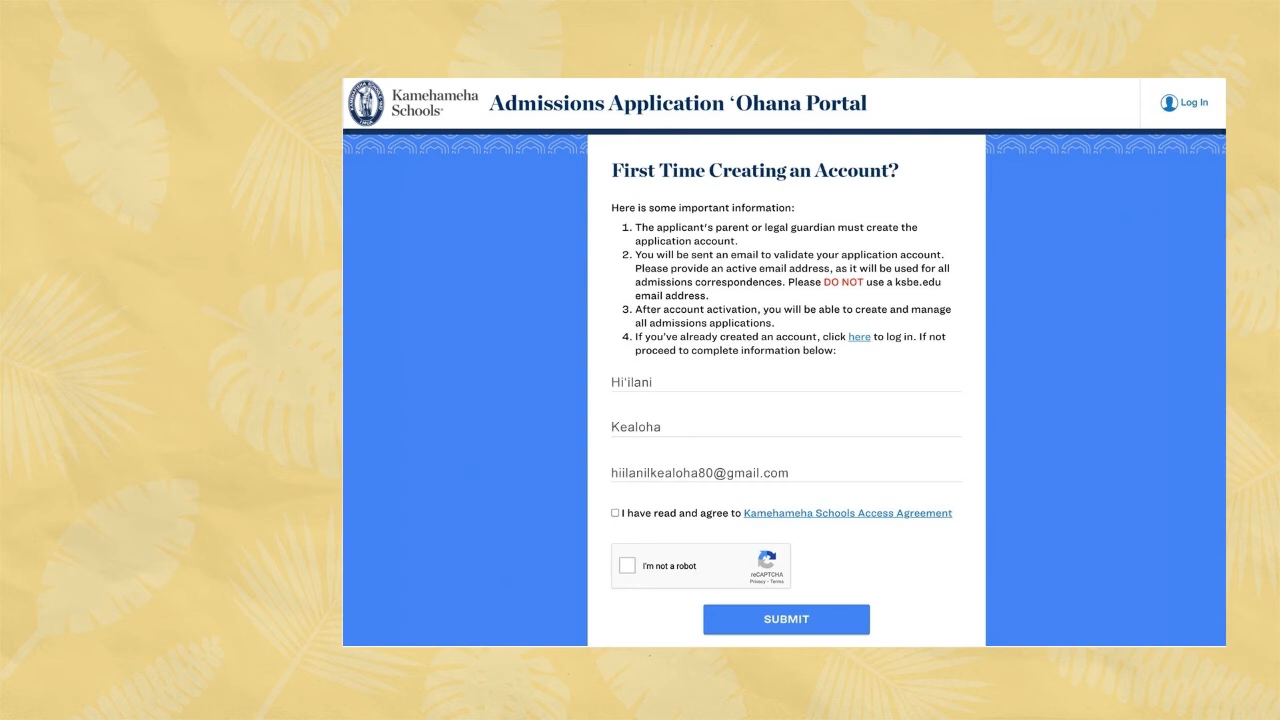 Kamehameha
Schools
Admissions Application ʻOhana Portal
Log In
First Time Creating an Account?
Here is some important information:
1. The applicant's parent or legal guardian must create the
application account.
2. You will be sent an email to validate your application account.
Please provide an active email address, as it will be used for all
admissions correspondences. Please DO NOT use a ksbe.edu
email address.
3. After account activation, you will be able to create and manage
all admissions applications.
4. If you've already created an account, click here to log in. If not
proceed to complete information below:
Hiʻilani
Kealoha
hiilanilkealoha80@gmail.com
I have read and agree to Kamehameha Schools Access Agreement
I'm not a robot
reCAPTCHA
Privacy - Terms
SUBMIT